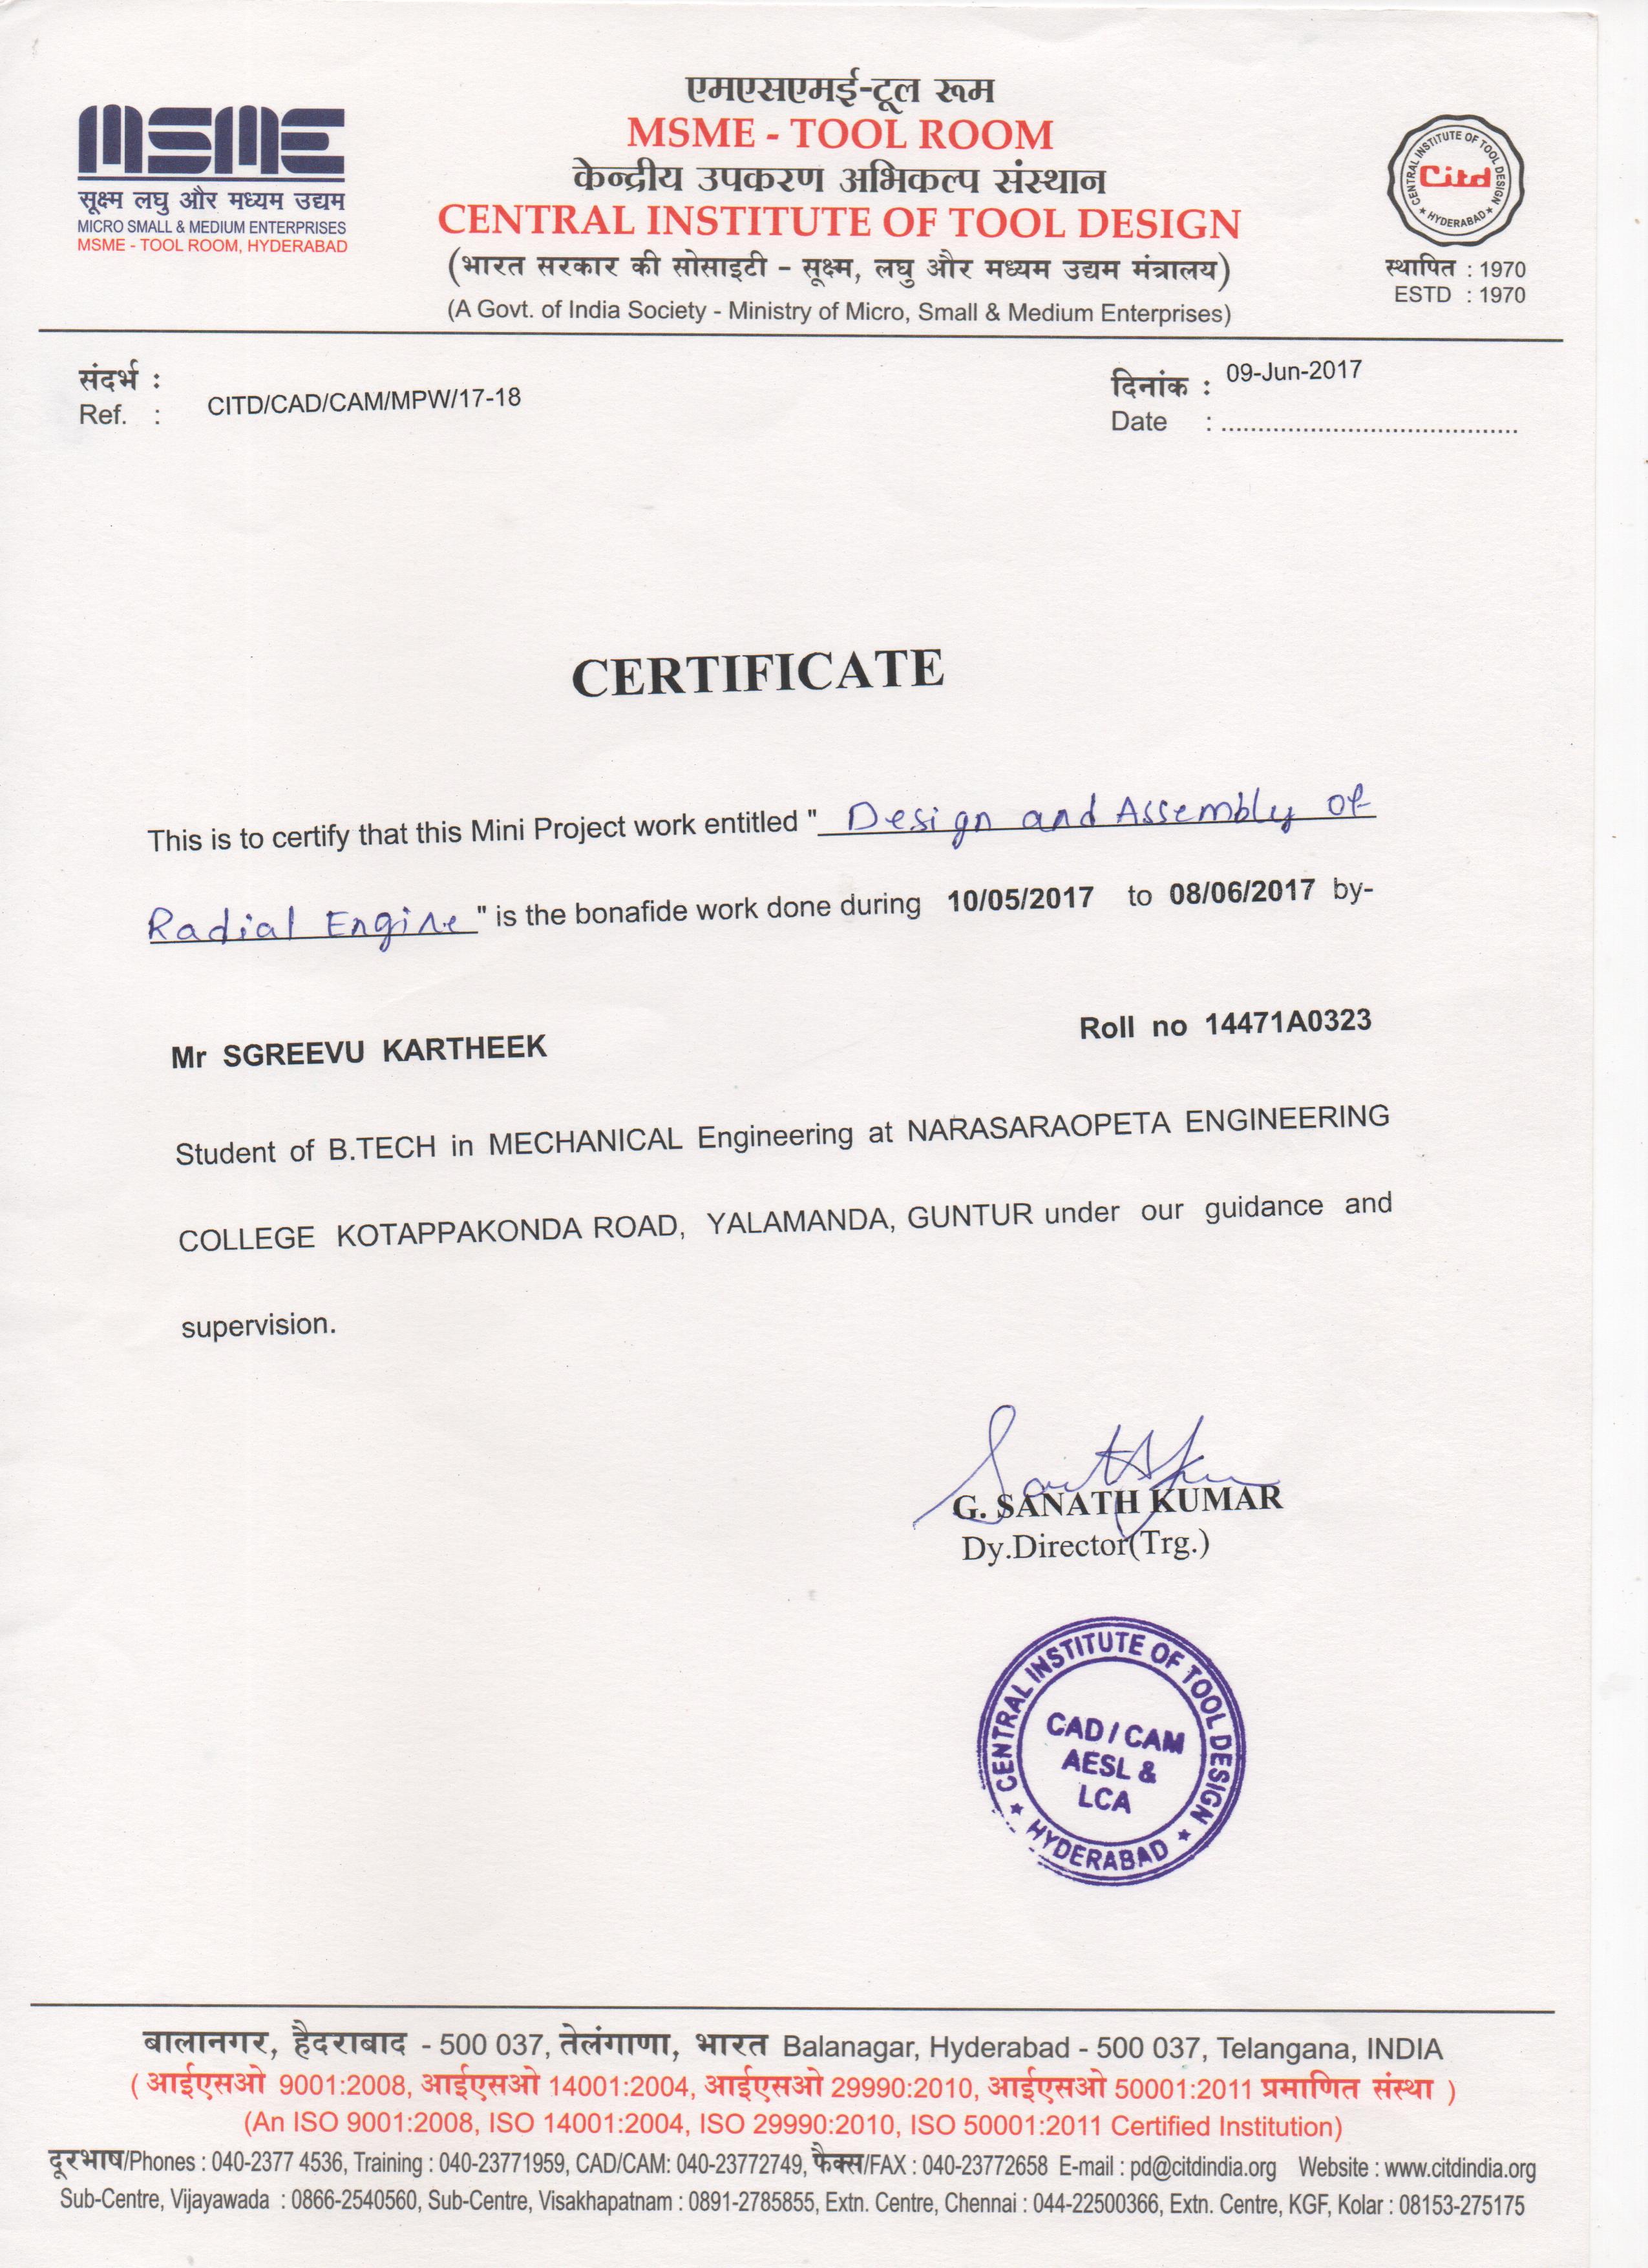 MSME
सूक्ष्म लघु और मध्यम उद्यम
MICRO SMALL & MEDIUM ENTERPRISES
MSME - TOOL ROOM, HYDERABAD
एमएसएमई-टूल रूम
MSME - TOOL ROOM
केन्द्रीय उपकरण अभिकल्प संस्थान
CENTRAL INSTITUTE OF TOOL DESIGN
(भारत सरकार की सोसाइटी - सूक्ष्म, लघु और मध्यम उद्यम मंत्रालय)
(A Govt. of India Society - Ministry of Micro, Small & Medium Enterprises)
CENTRAL INSTITUTE OF TOOL DESIGN
Citd
★ HYDERABAD ★
स्थापित : 1970
ESTD : 1970
संदर्भ :
Ref. : CITD/CAD/CAM/MPW/17-18
दिनांक : 09-Jun-2017
Date : ........................................
CERTIFICATE
This is to certify that this Mini Project work entitled " Design and Assembly of
Radial Engine " is the bonafide work done during 10/05/2017 to 08/06/2017 by-
Mr SGREEVU KARTHEEK Roll no 14471A0323
Student of B.TECH in MECHANICAL Engineering at NARASARAOPETA ENGINEERING
COLLEGE KOTAPPAKONDA ROAD, YALAMANDA, GUNTUR under our guidance and
supervision.
G. SANATH KUMAR
Dy.Director(Trg.)
CENTRAL INSTITUTE OF TOOL DESIGN
CAD / CAM
AESL &
LCA
★ HYDERABAD ★
बालानगर, हैदराबाद - 500 037, तेलंगाणा, भारत Balanagar, Hyderabad - 500 037, Telangana, INDIA
( आईएसओ 9001:2008, आईएसओ 14001:2004, आईएसओ 29990:2010, आईएसओ 50001:2011 प्रमाणित संस्था )
(An ISO 9001:2008, ISO 14001:2004, ISO 29990:2010, ISO 50001:2011 Certified Institution)
दूरभाष/Phones : 040-2377 4536, Training : 040-23771959, CAD/CAM: 040-23772749, फैक्स/FAX : 040-23772658 E-mail : pd@citdindia.org Website : www.citdindia.org
Sub-Centre, Vijayawada : 0866-2540560, Sub-Centre, Visakhapatnam : 0891-2785855, Extn. Centre, Chennai : 044-22500366, Extn. Centre, KGF, Kolar : 08153-275175